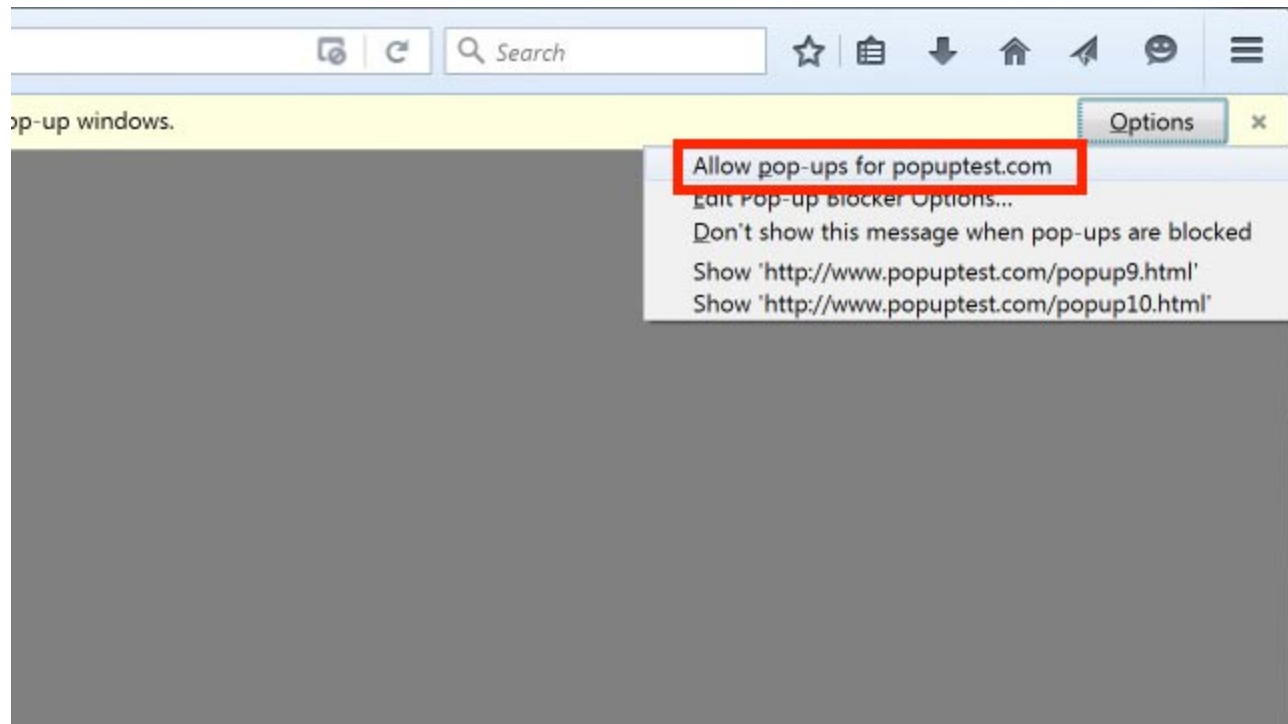 Search
pop-up windows.
Options
Allow pop-ups for popuptest.com
Edit Pop-up Blocker Options...
Don't show this message when pop-ups are blocked
Show 'http://www.popuptest.com/popup9.html'
Show 'http://www.popuptest.com/popup10.html'